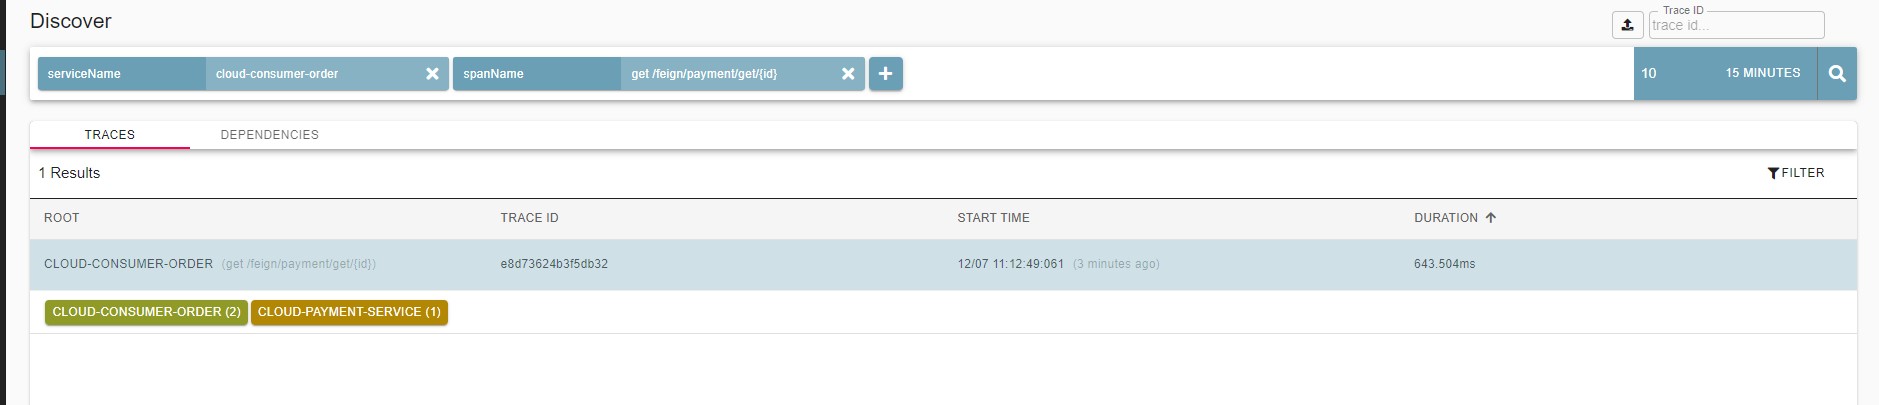 Discover
Trace ID
trace id...
serviceName cloud-consumer-order spanName get /feign/payment/get/{id} 10 15 MINUTES
TRACES DEPENDENCIES
1 Results FILTER
ROOT TRACE ID START TIME DURATION
CLOUD-CONSUMER-ORDER (get /feign/payment/get/{id}) e8d73624b3f5db32 12/07 11:12:49:061 (3 minutes ago) 643.504ms
CLOUD-CONSUMER-ORDER (2) CLOUD-PAYMENT-SERVICE (1)